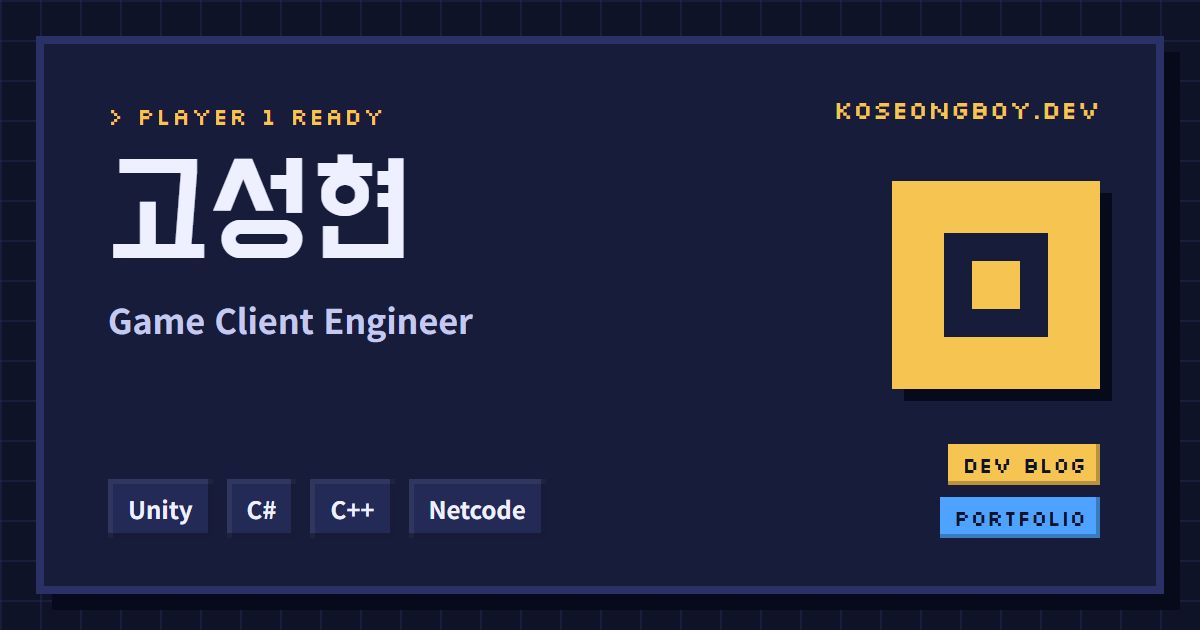 > PLAYER 1 READY
KOSEONGBOY.DEV
고성현
Game Client Engineer
Unity C# C++ Netcode
DEV BLOG
PORTFOLIO